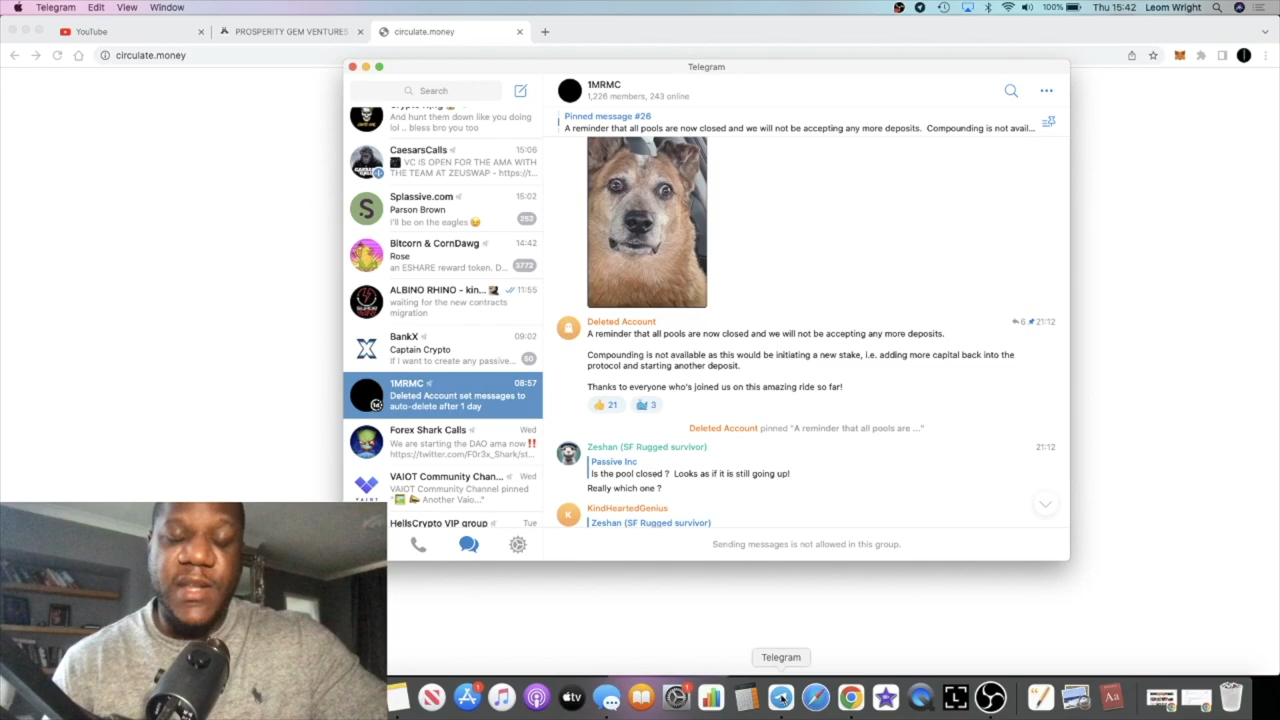 Telegram Edit View Window
100% Thu 15:42 Leom Wright
YouTube
PROSPERITY GEM VENTURES
circulate.money
circulate.money
Telegram
Search
And hunt them down like you doing
lol .. bless bro you too
CaesarsCalls 15:06
VC IS OPEN FOR THE AMA WITH
THE TEAM AT ZEUSWAP - https://t...
Splassive.com 15:02
Parson Brown
i'll be on the eagles 253
Bitcorn & CornDawg 14:42
Rose
an ESHARE reward token. D... 3772
ALBINO RHINO - kin... 11:55
waiting for the new contracts
migration
BankX 09:02
Captain Crypto
If I want to create any passive... 50
1MRMC 08:57
Deleted Account set messages to
auto-delete after 1 day
Forex Shark Calls Wed
We are starting the DAO ama now
https://twitter.com/F0r3x_Shark/st...
VAIOT Community Chan... Wed
VAIOT Community Channel pinned
"Another Vaio..."
HellsCrypto VIP group Tue
1MRMC
1,226 members, 243 online
Pinned message #26
A reminder that all pools are now closed and we will not be accepting any more deposits. Compounding is not avail...
Deleted Account 6 21:12
A reminder that all pools are now closed and we will not be accepting any more deposits.
Compounding is not available as this would be initiating a new stake, i.e. adding more capital back into the
protocol and starting another deposit.
Thanks to everyone who's joined us on this amazing ride so far!
21 3
Deleted Account pinned "A reminder that all pools are ..."
Zeshan (SF Rugged survivor) 21:12
Passive Inc
Is the pool closed ? Looks as if it is still going up!
Really which one ?
K KindHeartedGenius
Zeshan (SF Rugged survivor)
Sending messages is not allowed in this group.
Telegram